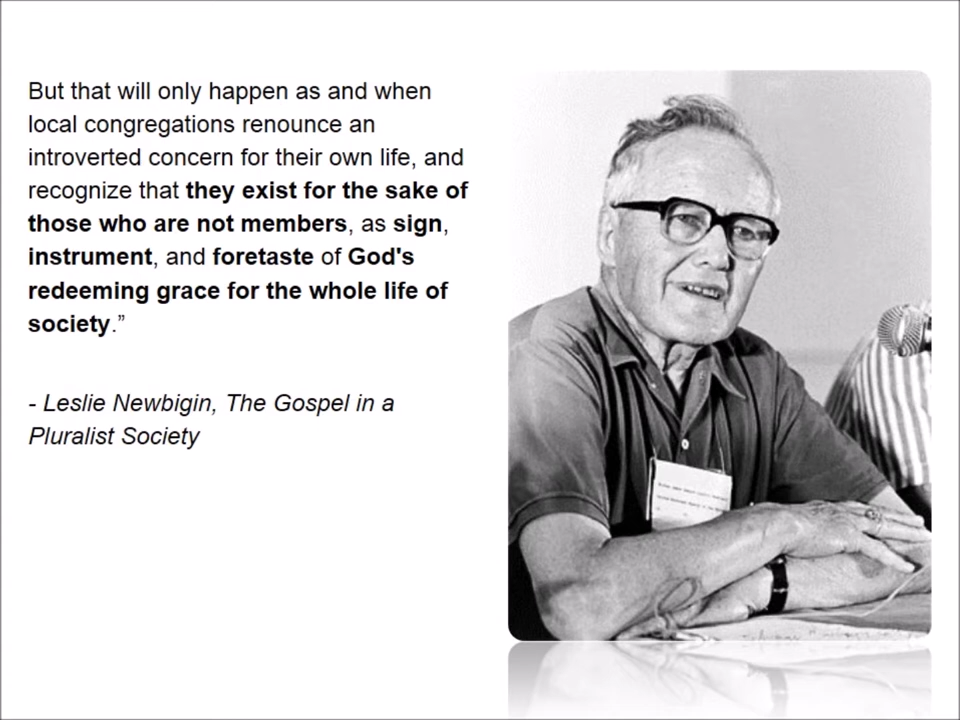 But that will only happen as and when
local congregations renounce an
introverted concern for their own life, and
recognize that they exist for the sake of
those who are not members, as sign,
instrument, and foretaste of God's
redeeming grace for the whole life of
society.”
- Leslie Newbigin, The Gospel in a
Pluralist Society